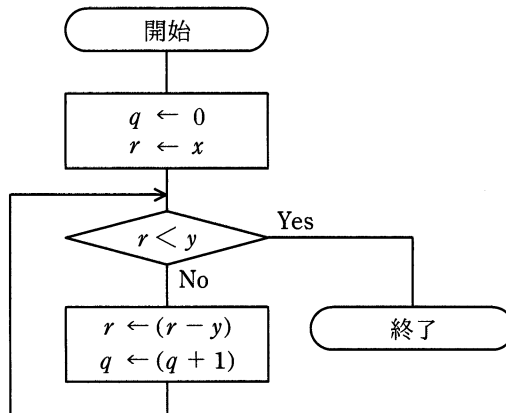 開始
q ← 0
r ← x
r < y
Yes
No
r ← (r − y)
q ← (q + 1)
終了